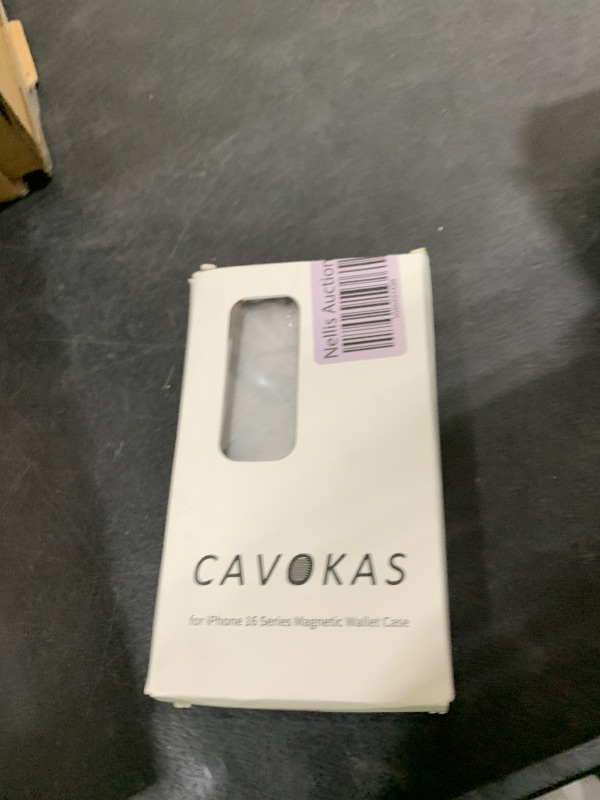 Nellis Auction
CAVOKAS
for iPhone 16 Series Magnetic Wallet Case